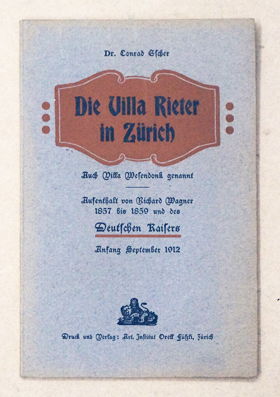 Dr. Conrad Escher
Die Villa Rieter
in Zürich
Auch Villa Wesendonk genannt
Aufenthalt von Richard Wagner
1857 bis 1859 und des
Deutschen Kaisers
Anfang September 1912
Druck und Verlag: Art. Institut Orell Füßli, Zürich